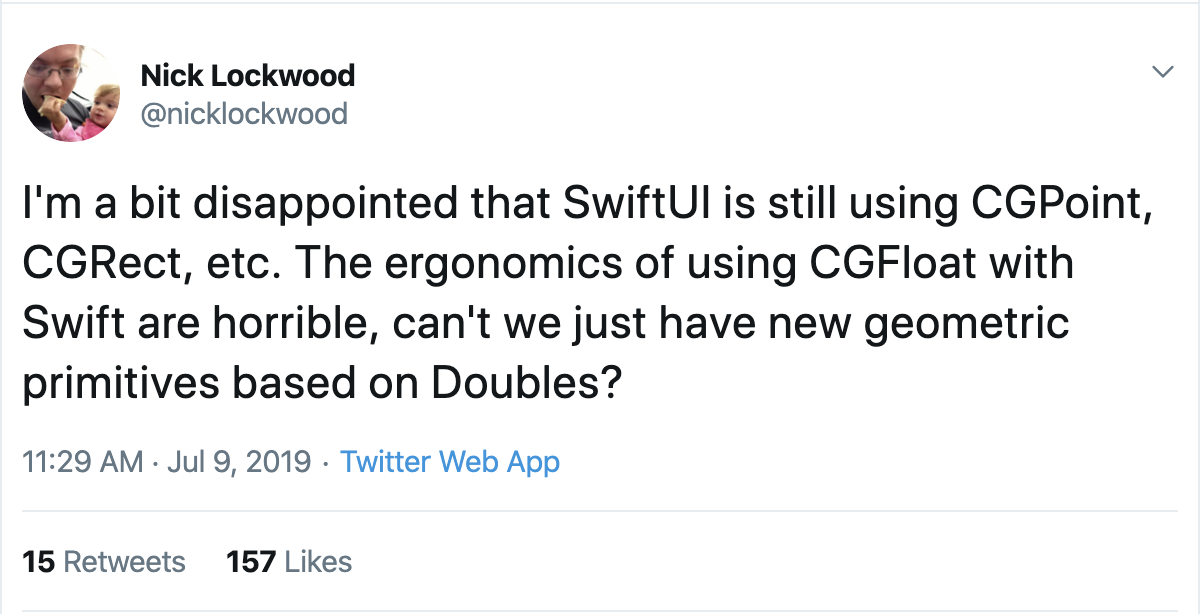 Nick Lockwood
@nicklockwood
I'm a bit disappointed that SwiftUI is still using CGPoint,
CGRect, etc. The ergonomics of using CGFloat with
Swift are horrible, can't we just have new geometric
primitives based on Doubles?
11:29 AM · Jul 9, 2019 · Twitter Web App
15 Retweets 157 Likes